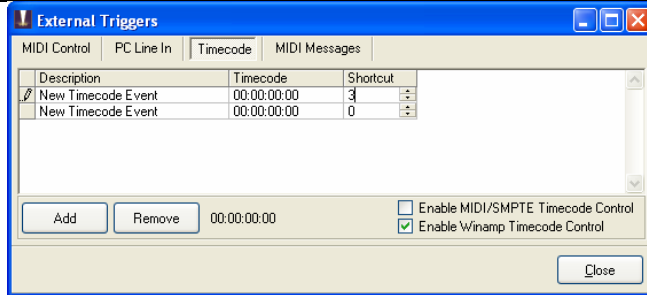 External Triggers
MIDI Control PC Line In Timecode MIDI Messages
Description Timecode Shortcut
New Timecode Event 00:00:00:00 3
New Timecode Event 00:00:00:00 0
Add Remove 00:00:00:00
Enable MIDI/SMPTE Timecode Control
Enable Winamp Timecode Control
Close